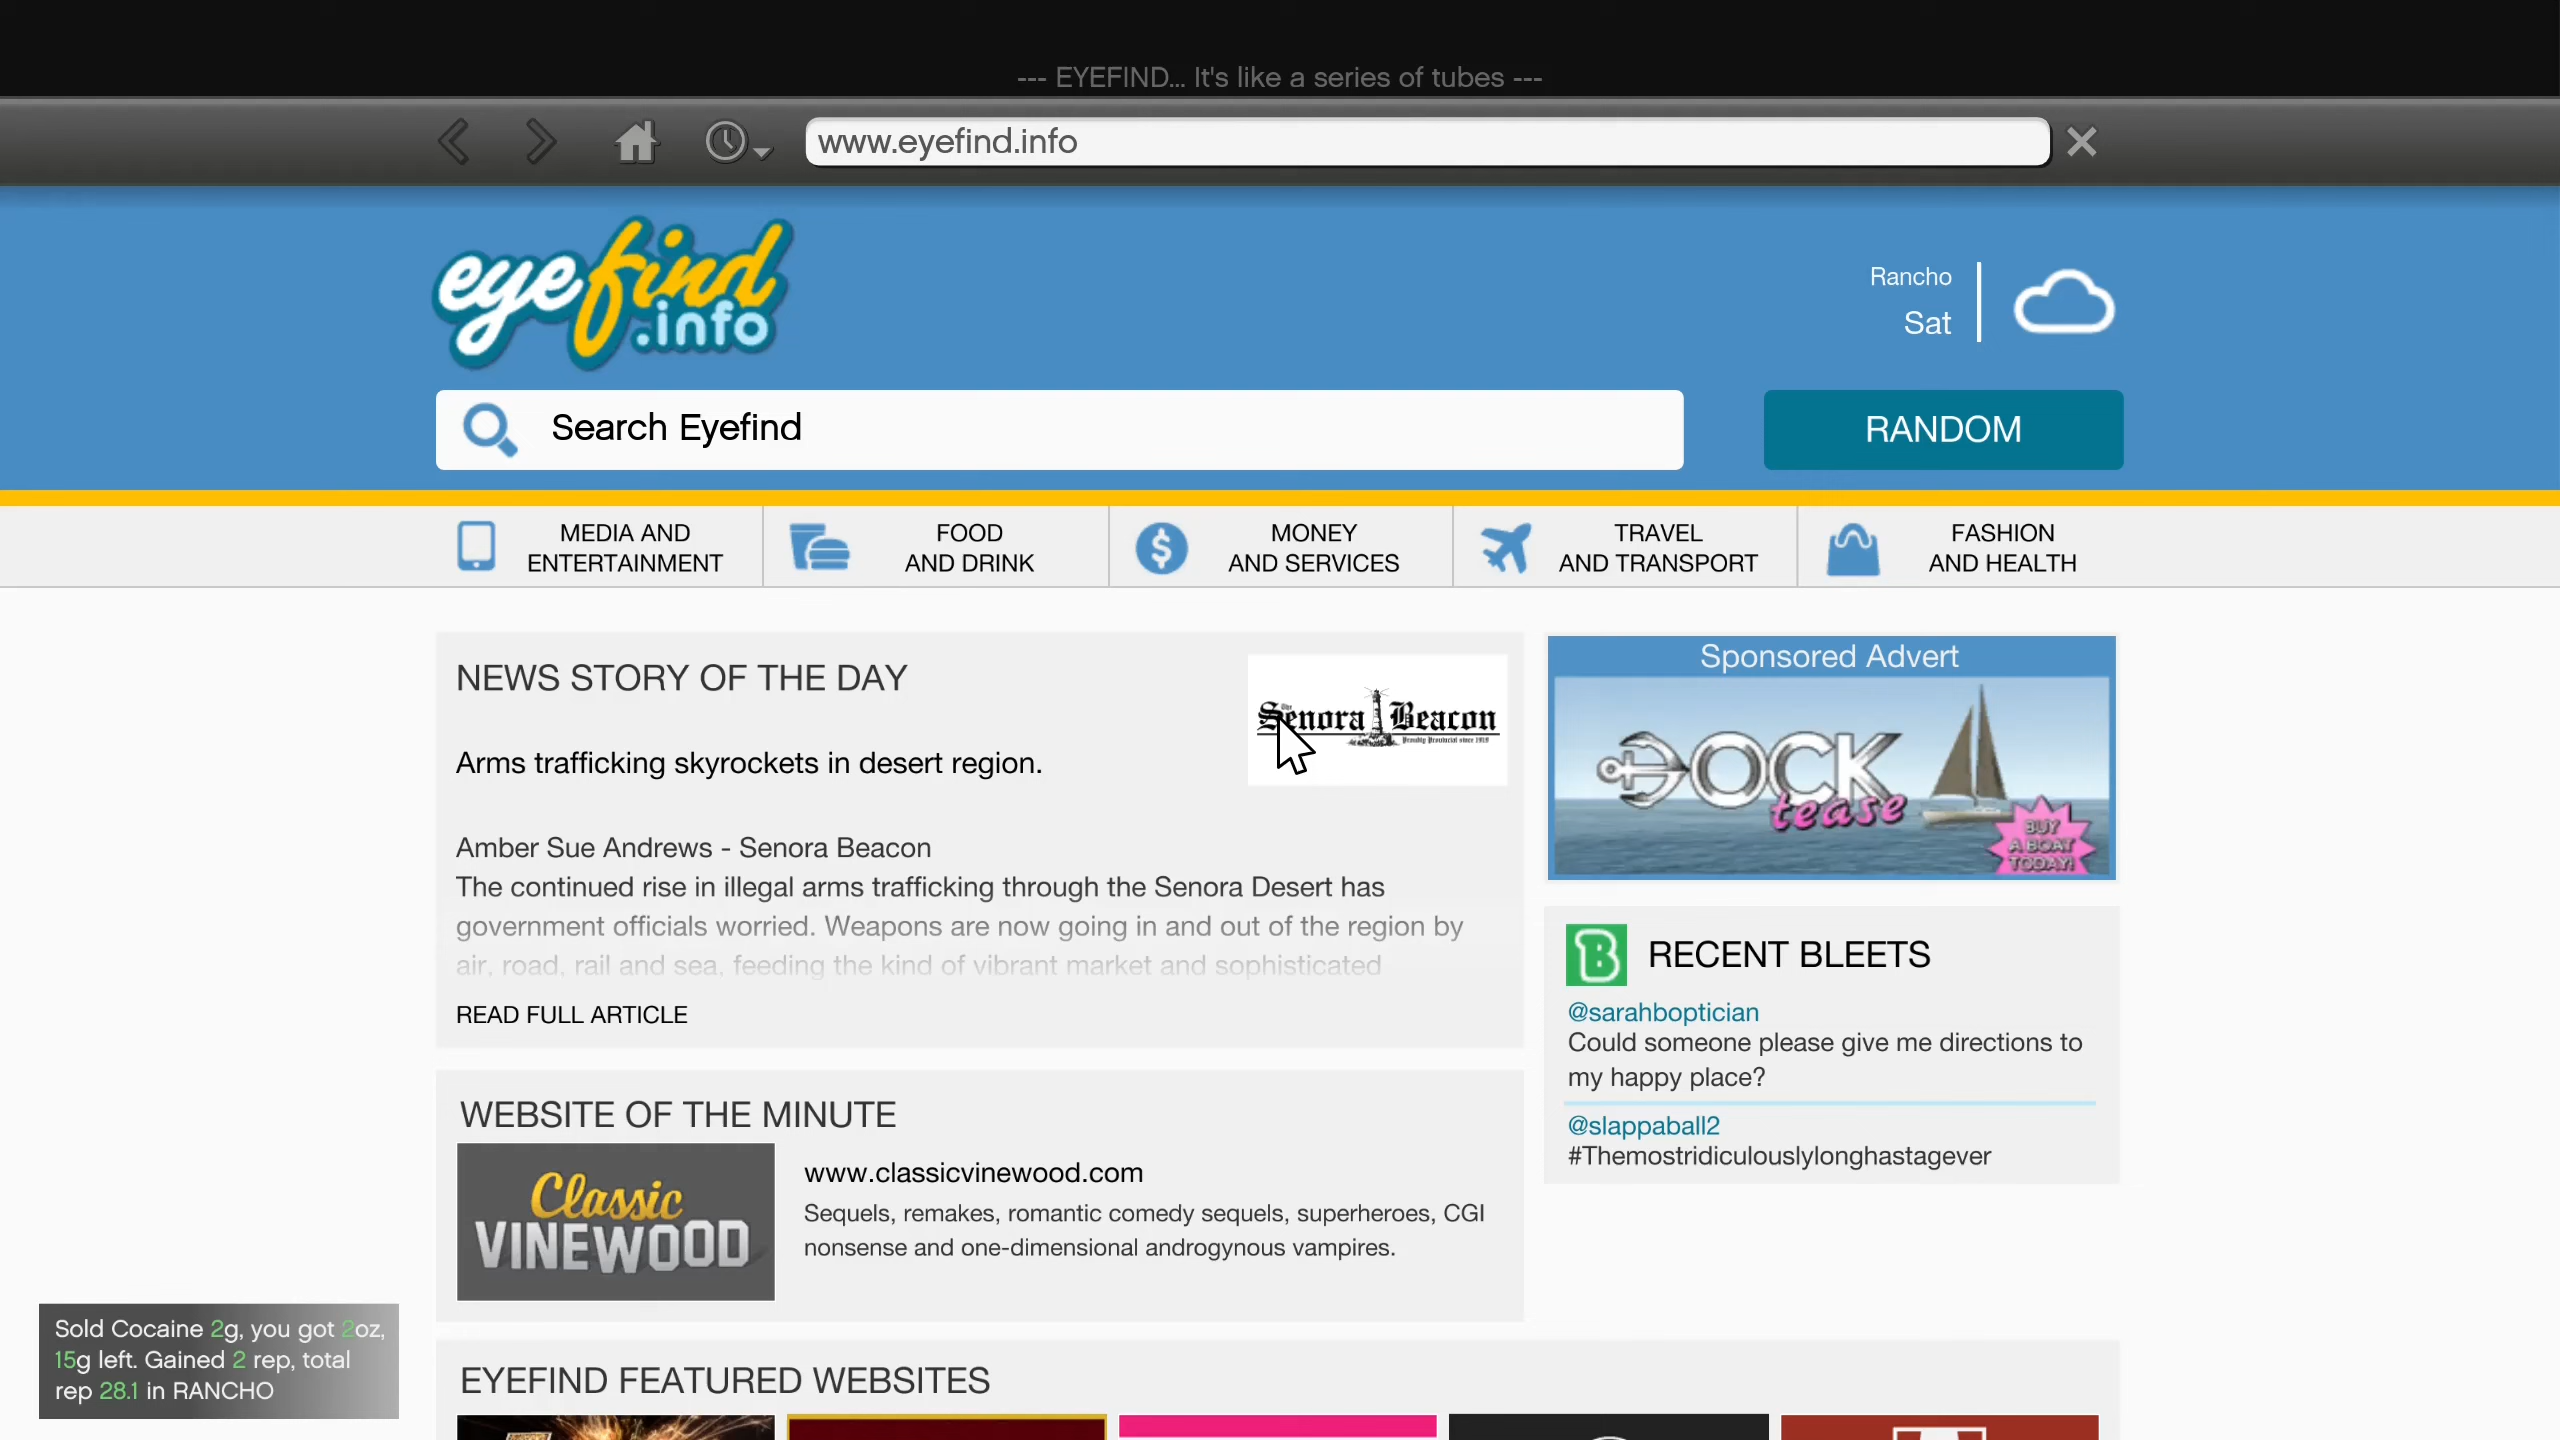 --- EYEFIND... It's like a series of tubes ---
www.eyefind.info
eyefind
.info
Rancho
Sat
Search Eyefind
RANDOM
MEDIA AND
ENTERTAINMENT
FOOD
AND DRINK
MONEY
AND SERVICES
TRAVEL
AND TRANSPORT
FASHION
AND HEALTH
NEWS STORY OF THE DAY
The Senora Beacon
Proudly Provincial since 1919
Arms trafficking skyrockets in desert region.
Amber Sue Andrews - Senora Beacon
The continued rise in illegal arms trafficking through the Senora Desert has
government officials worried. Weapons are now going in and out of the region by
air, road, rail and sea, feeding the kind of vibrant market and sophisticated
READ FULL ARTICLE
Sponsored Advert
DOCK
tease
BUY
A BOAT
TODAY!
B RECENT BLEETS
@sarahboptician
Could someone please give me directions to
my happy place?
@slappaball2
#Themostridiculouslylonghastagever
WEBSITE OF THE MINUTE
Classic
VINEWOOD
www.classicvinewood.com
Sequels, remakes, romantic comedy sequels, superheroes, CGI
nonsense and one-dimensional androgynous vampires.
EYEFIND FEATURED WEBSITES
Sold Cocaine 2g, you got 2oz,
15g left. Gained 2 rep, total
rep 28.1 in RANCHO